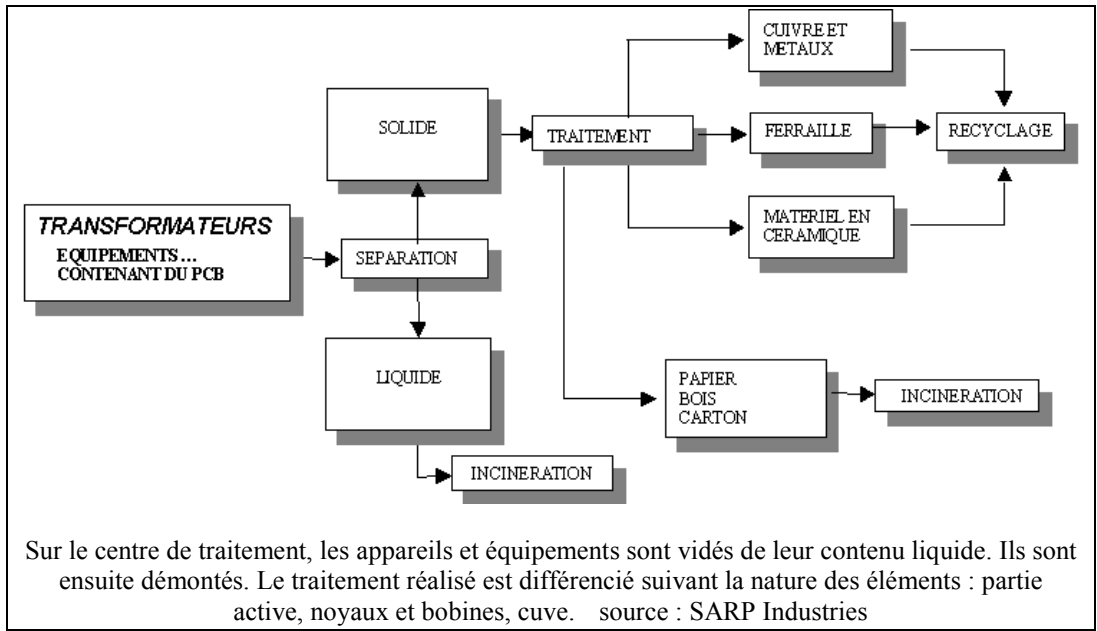 CUIVRE ET
METAUX
SOLIDE
TRAITEMENT
FERRAILLE
RECYCLAGE
MATERIEL EN
CERAMIQUE
TRANSFORMATEURS
EQUIPEMENTS...
CONTENANT DU PCB
SEPARATION
LIQUIDE
PAPIER
BOIS
CARTON
INCINERATION
INCINERATION
Sur le centre de traitement, les appareils et équipements sont vidés de leur contenu liquide. Ils sont
ensuite démontés. Le traitement réalisé est différencié suivant la nature des éléments : partie
active, noyaux et bobines, cuve. source : SARP Industries